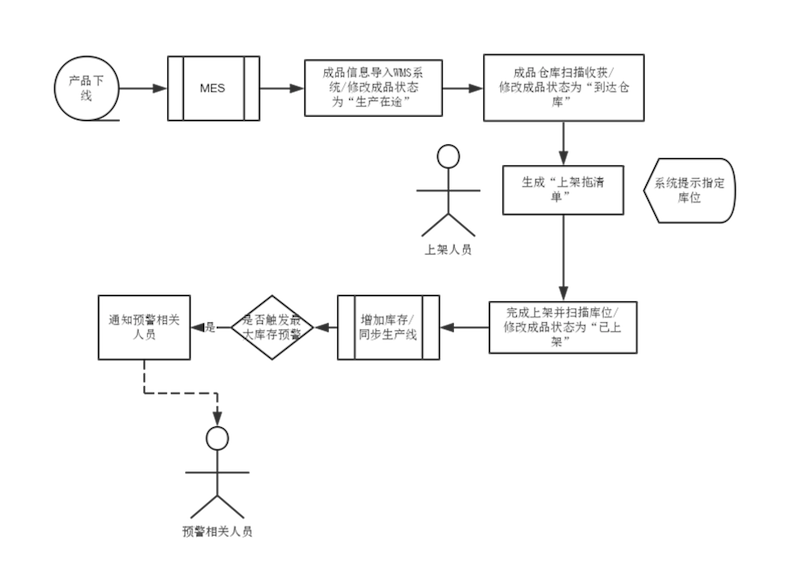 产品下
线
MES
成品信息导入WMS系
统/修改成品状态
为“生产在途”
成品仓库扫描收获/
修改成品状态为“到达仓
库”
生成“上架拖清
单”
系统提示指定
库位
上架人员
完成上架并扫描库位/
修改成品状态为“己上
架”
增加库存/
同步生产线
是否触发最
大库存预警
是
通知预警相关
人员
预警相关人员